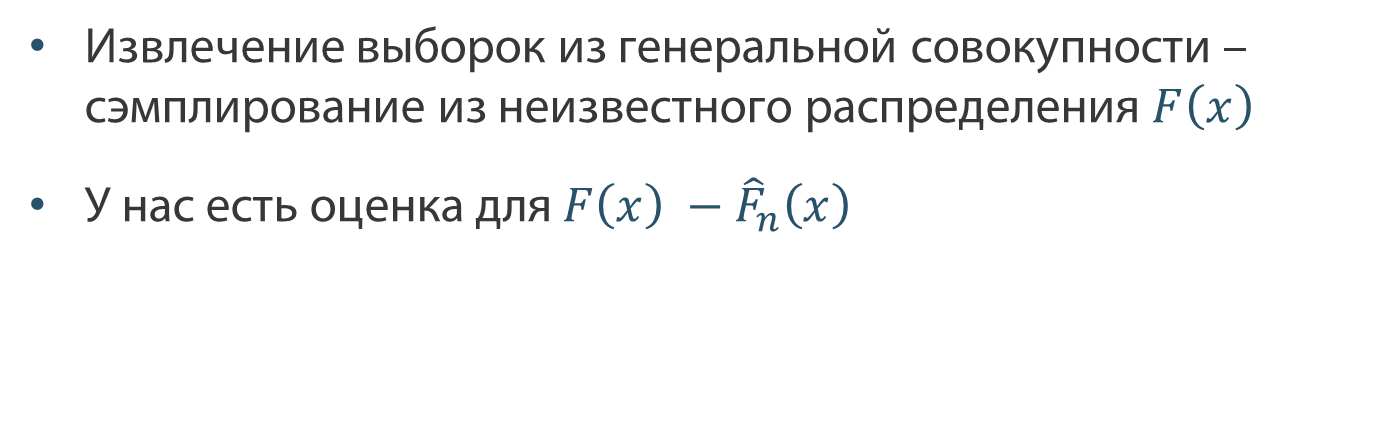 • Извлечение выборок из генеральной совокупности –
сэмплирование из неизвестного распределения F(x)
• У нас есть оценка для F(x) − F̂ₙ(x)